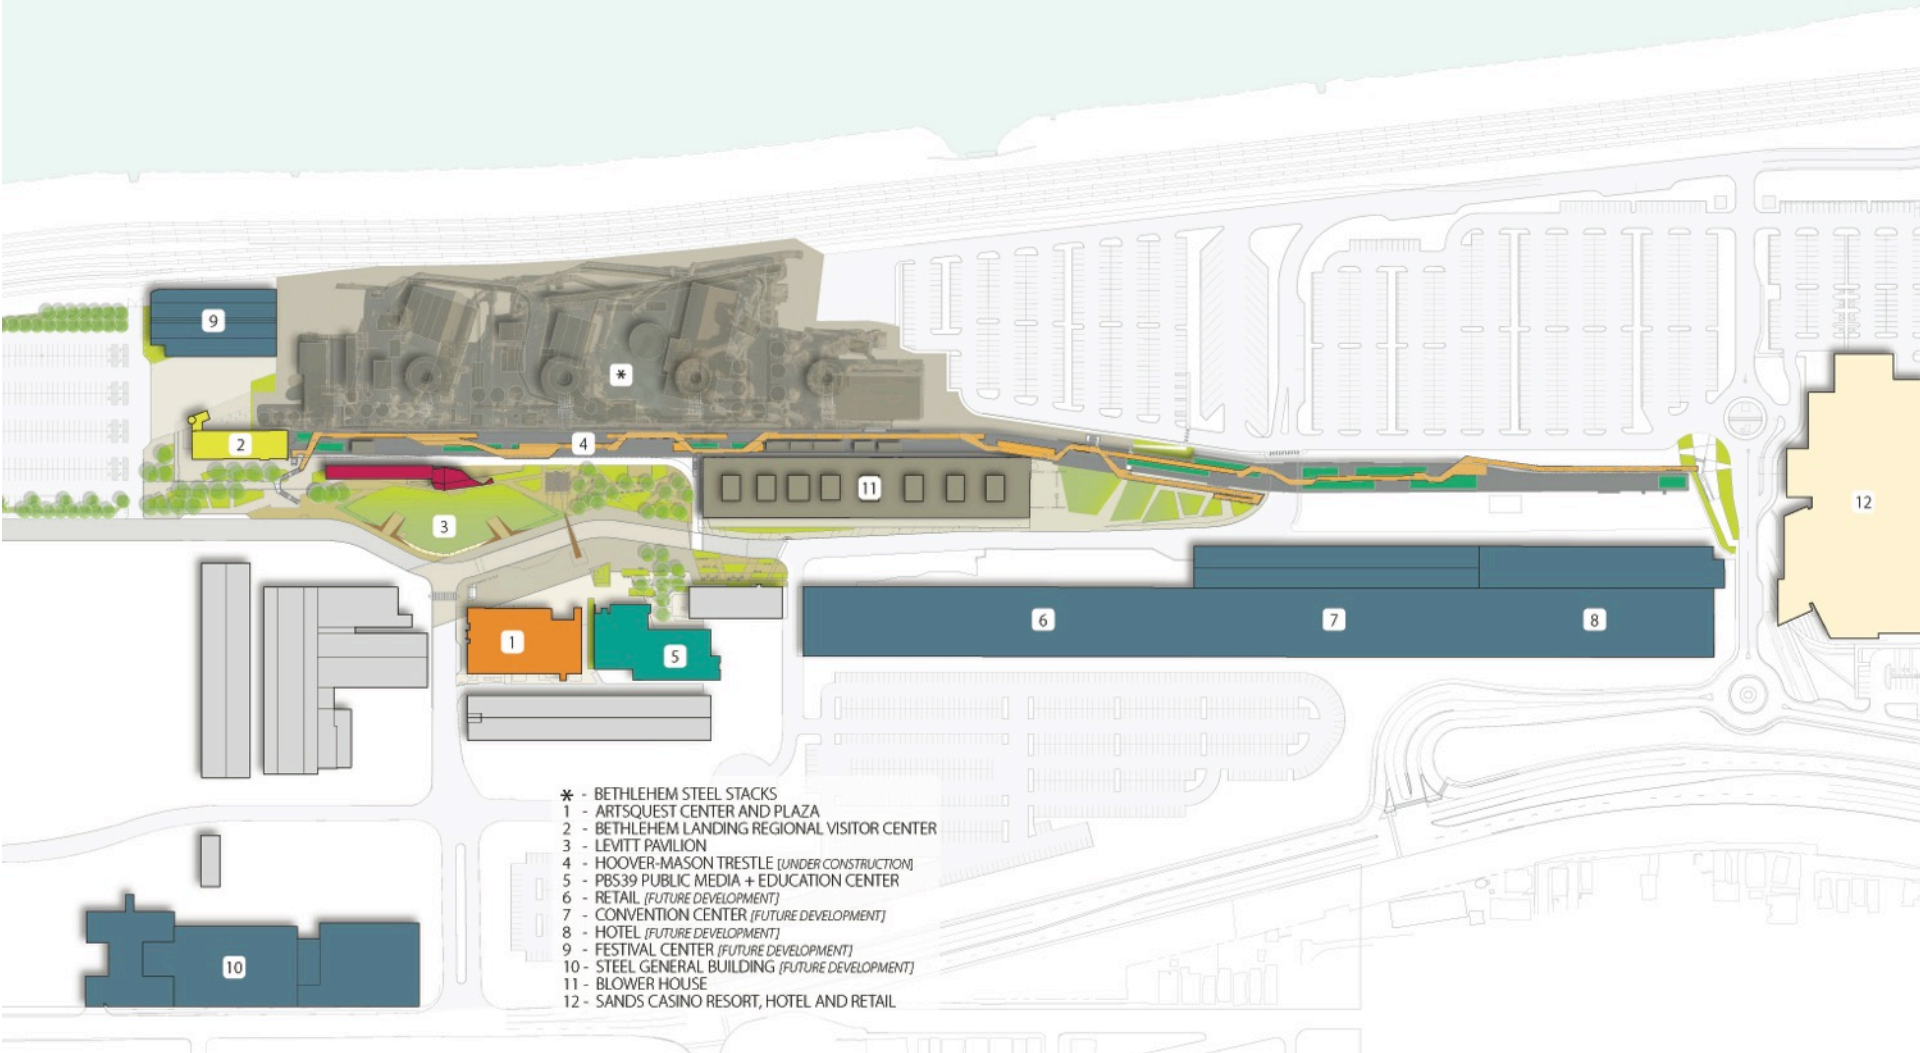 9
*
2
4
11
3
12
6
7
8
1
5
* - BETHLEHEM STEEL STACKS
1 - ARTSQUEST CENTER AND PLAZA
2 - BETHLEHEM LANDING REGIONAL VISITOR CENTER
3 - LEVITT PAVILION
4 - HOOVER-MASON TRESTLE [UNDER CONSTRUCTION]
5 - PBS39 PUBLIC MEDIA + EDUCATION CENTER
6 - RETAIL [FUTURE DEVELOPMENT]
7 - CONVENTION CENTER [FUTURE DEVELOPMENT]
8 - HOTEL [FUTURE DEVELOPMENT]
9 - FESTIVAL CENTER [FUTURE DEVELOPMENT]
10 - STEEL GENERAL BUILDING [FUTURE DEVELOPMENT]
11 - BLOWER HOUSE
12 - SANDS CASINO RESORT, HOTEL AND RETAIL
10